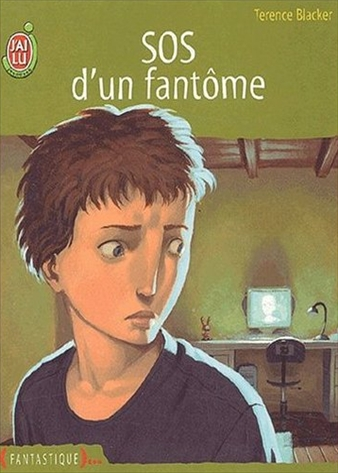 Terence Blacker
J'AI
LU
SOS
d'un fantôme
FANTASTIQUE